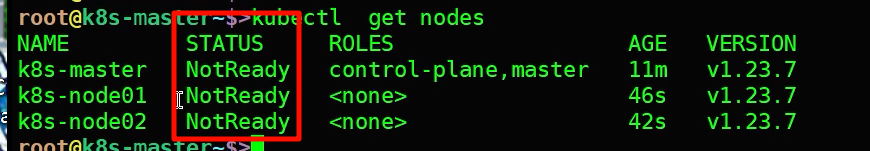 root@k8s-master~$>kubectl  get nodes
NAME         STATUS     ROLES                  AGE   VERSION
k8s-master   NotReady   control-plane,master   11m   v1.23.7
k8s-node01   NotReady   <none>                 46s   v1.23.7
k8s-node02   NotReady   <none>                 42s   v1.23.7
root@k8s-master~$>